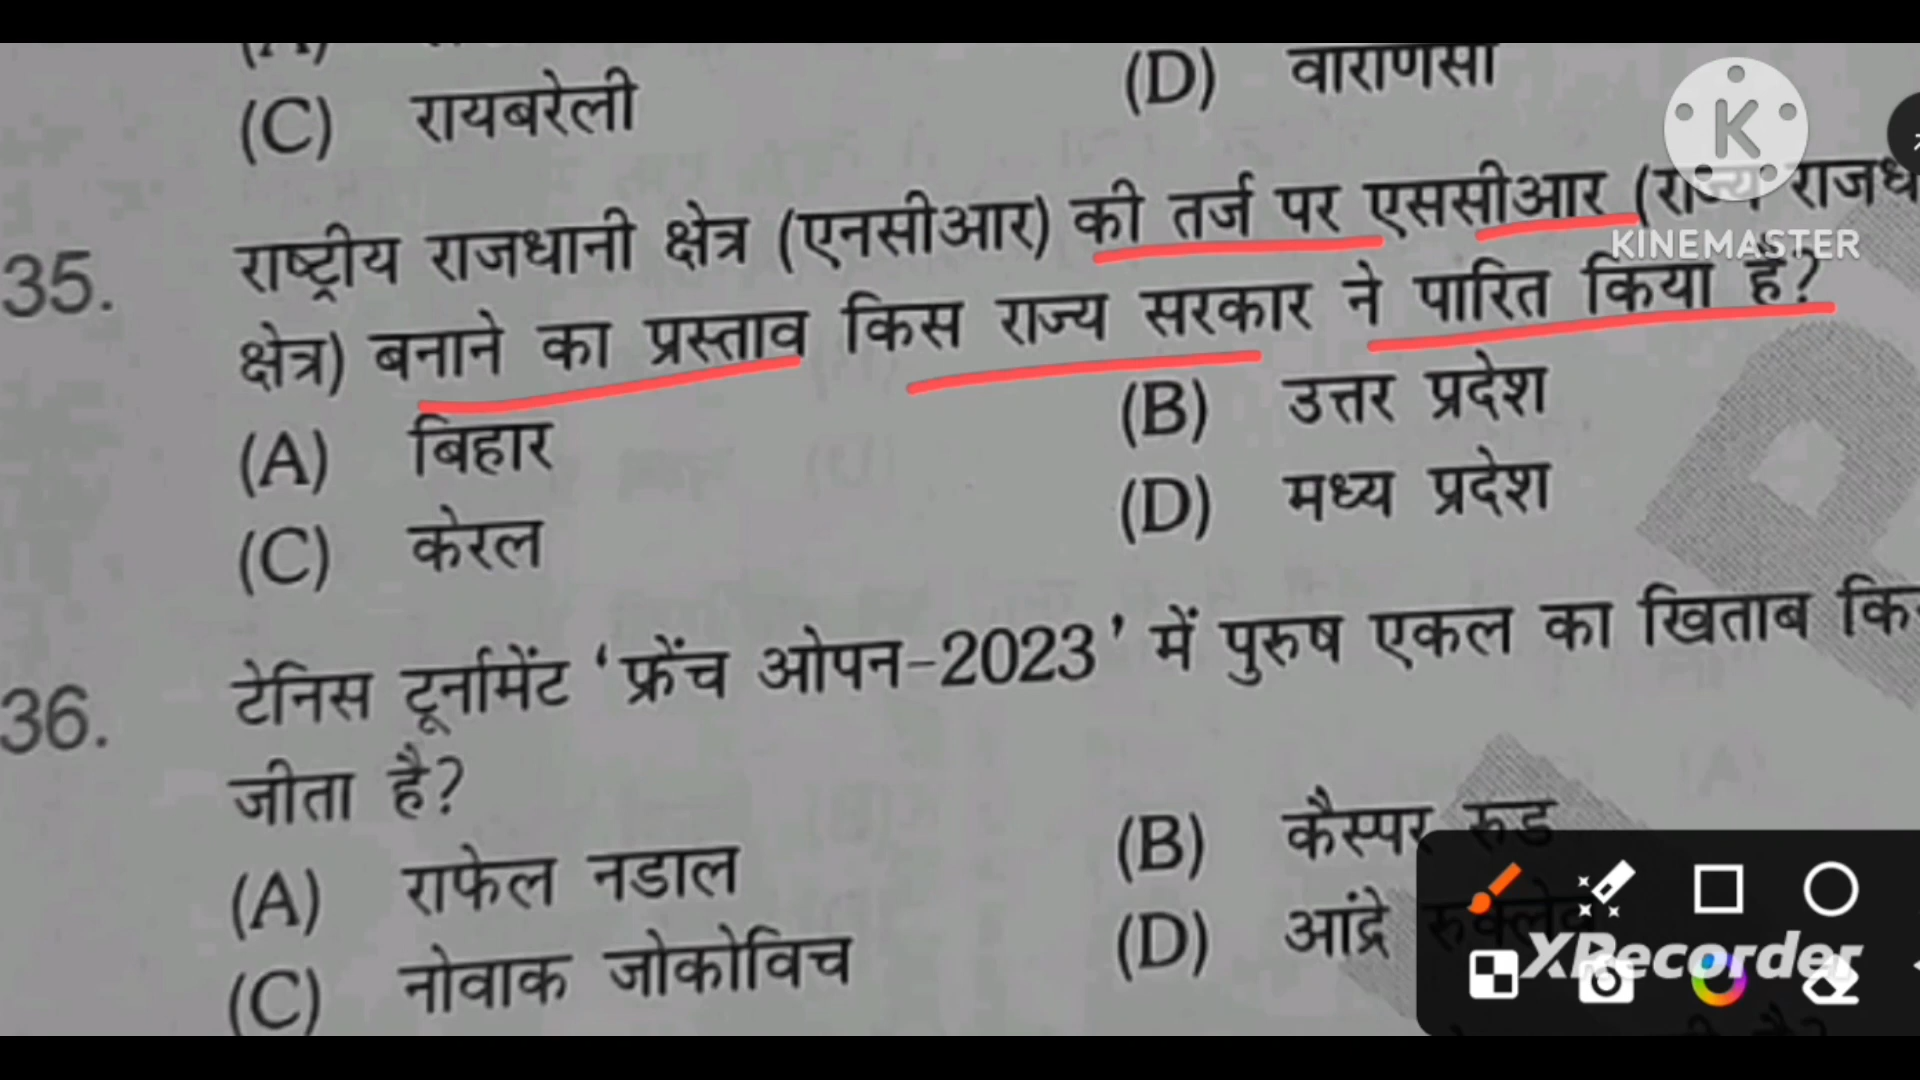 (C) रायबरेली (D) वाराणसी
35. राष्ट्रीय राजधानी क्षेत्र (एनसीआर) की तर्ज पर एससीआर (राज्य राजध
क्षेत्र) बनाने का प्रस्ताव किस राज्य सरकार ने पारित किया है?
(A) बिहार (B) उत्तर प्रदेश
(C) केरल (D) मध्य प्रदेश
36. टेनिस टूर्नामेंट ‘फ्रेंच ओपन-2023’ में पुरुष एकल का खिताब कि
जीता है?
(A) राफेल नडाल (B) कैस्पर रुड
(C) नोवाक जोकोविच (D) आंद्रे
K
KINEMASTER
XRecorder